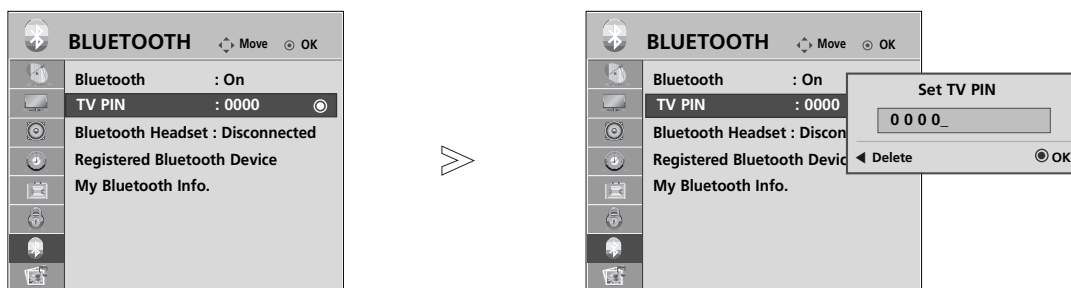 BLUETOOTH Move OK
Bluetooth : On
TV PIN : 0000
Bluetooth Headset : Disconnected
Registered Bluetooth Device
My Bluetooth Info.
BLUETOOTH Move OK
Bluetooth : On
TV PIN : 0000
Bluetooth Headset : Discon
Registered Bluetooth Devic
My Bluetooth Info.
Set TV PIN
0 0 0 0_
Delete OK